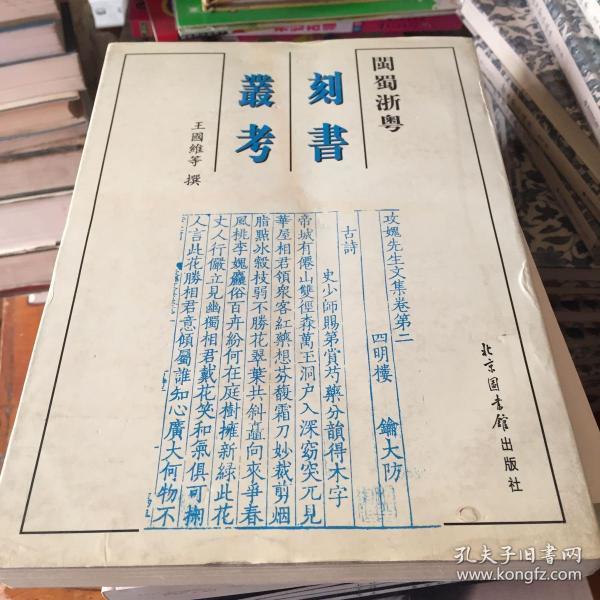 閩蜀浙粤
刻書
叢考
王國維等 撰
攻媿先生文集卷第二
四明樓 鑰大防
古詩
史少師賜第賞芍藥分韻得木字
帝城有僊山雙徑森萬玉洞户入深窈突兀見
華屋相君領衆客紅藥想芬馥霜刀妙裁剪烟
脂點冰縠枝弱不勝花翠葉共斜矗向來爭春
風桃李媿麤俗百卉紛何在庭樹擁新緑此花
丈人行儼立見幽獨相君戴花笑和氣俱可掬
人言此花勝相君意傾屬誰知心廣大何物不
北京圖書館出版社
孔夫子旧书网
www.kongfz.com